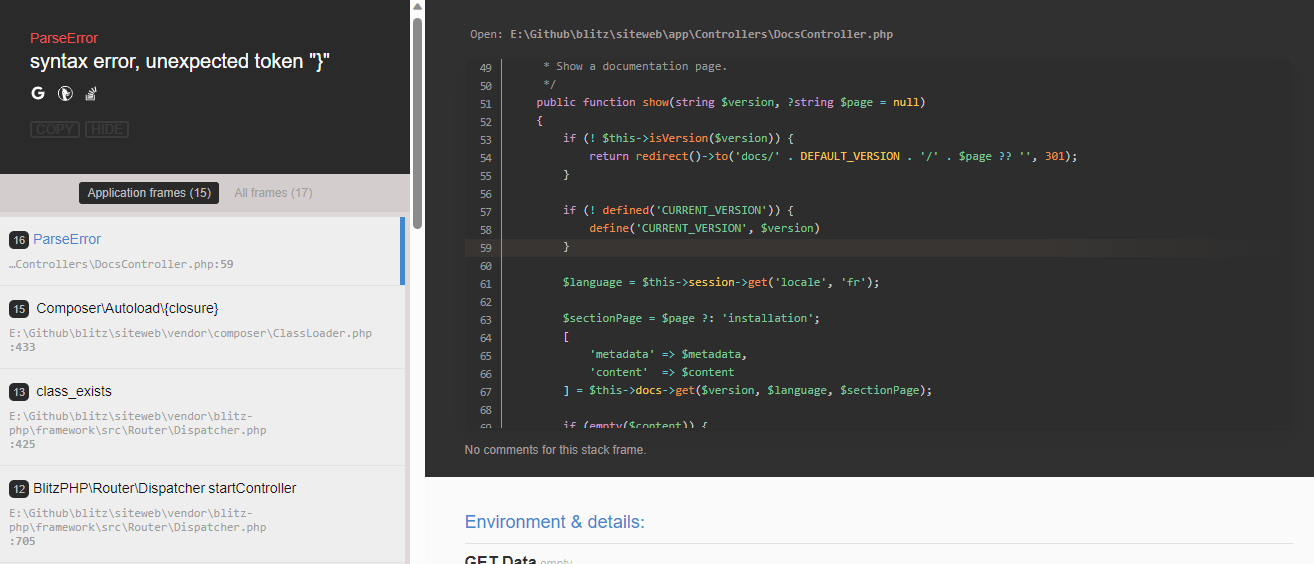 ParseError
syntax error, unexpected token "}"
COPY HIDE
Application frames (15) All frames (17)
16 ParseError
…Controllers\DocsController.php:59
15 Composer\Autoload\{closure}
E:\Github\blitz\siteweb\vendor\composer\ClassLoader.php
:433
13 class_exists
E:\Github\blitz\siteweb\vendor\blitz-
php\framework\src\Router\Dispatcher.php
:425
12 BlitzPHP\Router\Dispatcher startController
E:\Github\blitz\siteweb\vendor\blitz-
php\framework\src\Router\Dispatcher.php
:705
Open: E:\Github\blitz\siteweb\app\Controllers\DocsController.php
49 * Show a documentation page.
50 */
51 public function show(string $version, ?string $page = null)
52 {
53 if (! $this->isVersion($version)) {
54 return redirect()->to('docs/' . DEFAULT_VERSION . '/' . $page ?? '', 301);
55 }
56
57 if (! defined('CURRENT_VERSION')) {
58 define('CURRENT_VERSION', $version)
59 }
60
61 $language = $this->session->get('locale', 'fr');
62
63 $sectionPage = $page ?: 'installation';
64 [
65 'metadata' => $metadata,
66 'content'  => $content
67 ] = $this->docs->get($version, $language, $sectionPage);
68
69 if (empty($content)) {
No comments for this stack frame.
Environment & details:
GET Data empty